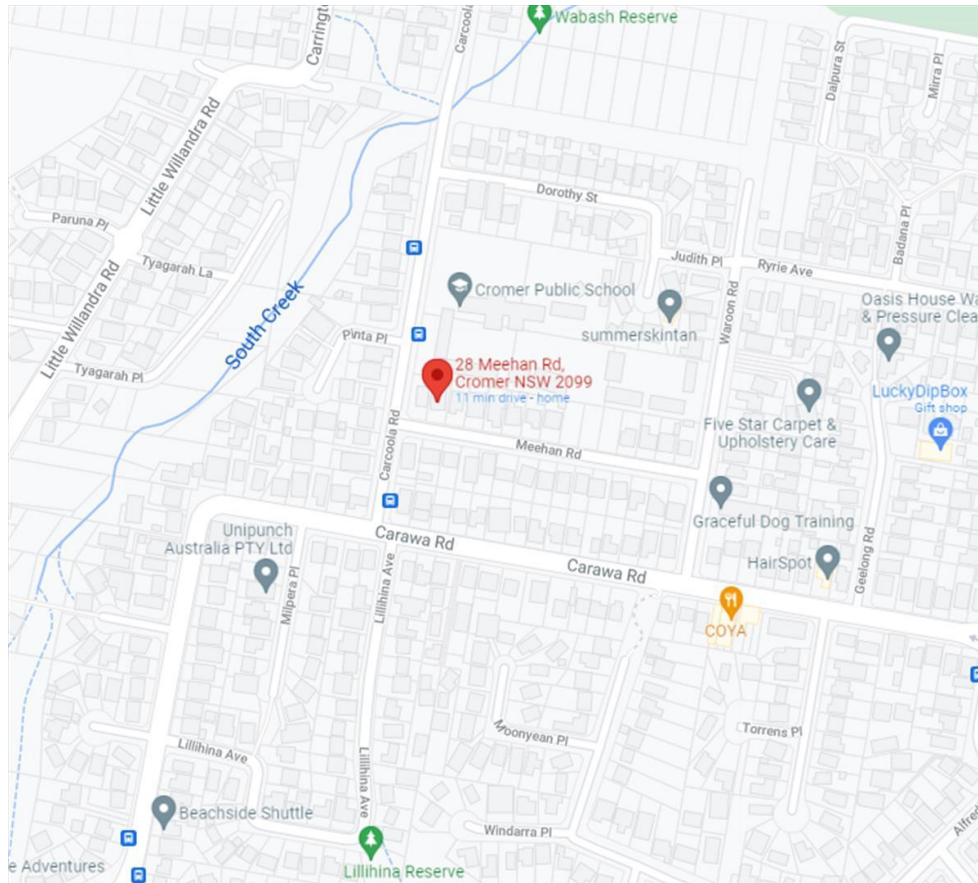 Wabash Reserve
Carcoola
Carrington
Dalpura St
Mirra Pl
Little Willandra Rd
Dorothy St
Paruna Pl
Badana Pl
Tyagarah La
Judith Pl
Ryrie Ave
Little Willandra Rd
South Creek
Cromer Public School
Waroon Rd
Oasis House Wa
& Pressure Clea
summerskintan
Pinta Pl
Tyagarah Pl
28 Meehan Rd,
Cromer NSW 2099
11 min drive - home
LuckyDipBox
Gift shop
Five Star Carpet &
Upholstery Care
Carcoola Rd
Meehan Rd
Graceful Dog Training
Unipunch
Australia PTY Ltd
Carawa Rd
Carawa Rd
HairSpot
Geelong Rd
Milpera Pl
Lillihina Ave
COYA
Moonyean Pl
Torrens Pl
Lillihina Ave
Lillihina Ave
Beachside Shuttle
Windarra Pl
Alfre
e Adventures
Lillihina Reserve